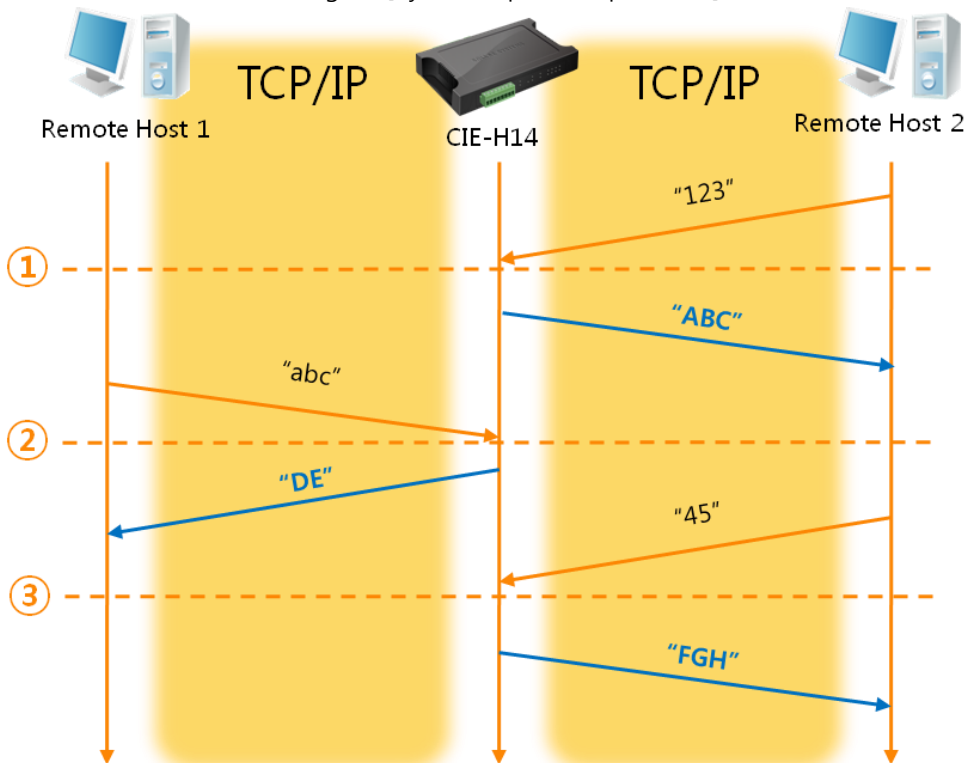 TCP/IP
TCP/IP
Remote Host 1
CIE-H14
Remote Host 2
"123"
①
"ABC"
"abc"
②
"DE"
"45"
③
"FGH"